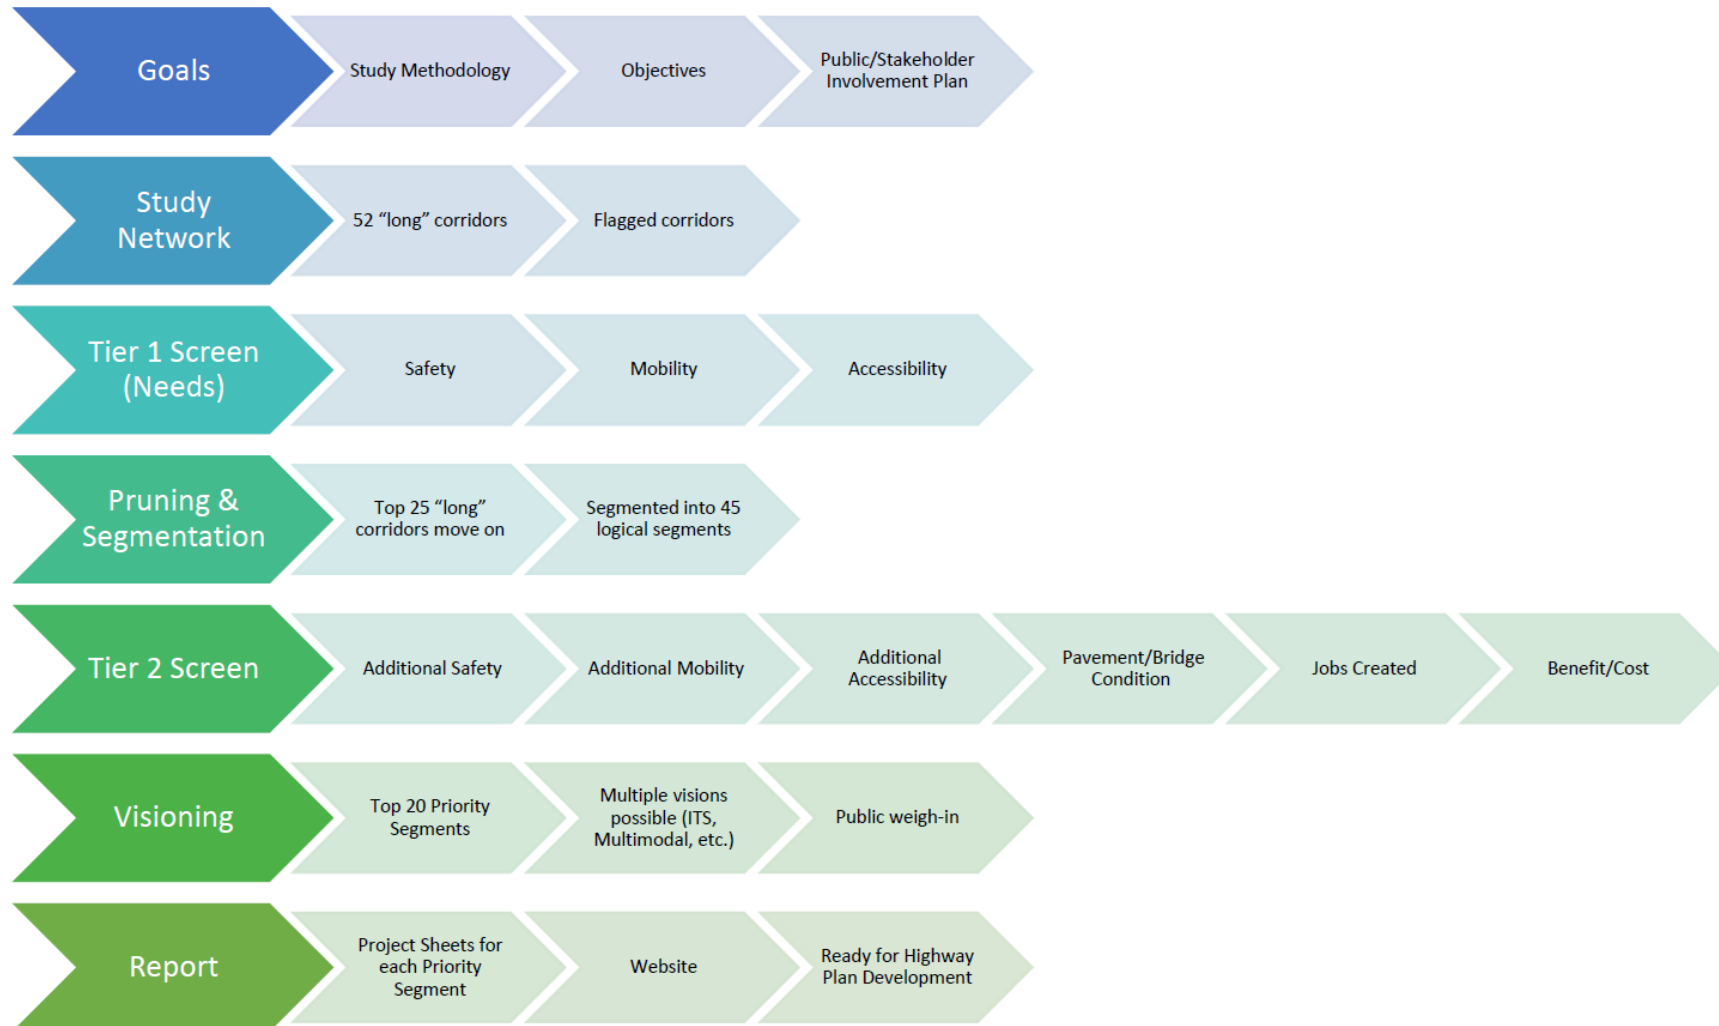 Goals
Study Methodology
Objectives
Public/Stakeholder
Involvement Plan
Study
Network
52 “long” corridors
Flagged corridors
Tier 1 Screen
(Needs)
Safety
Mobility
Accessibility
Pruning &
Segmentation
Top 25 “long”
corridors move on
Segmented into 45
logical segments
Tier 2 Screen
Additional Safety
Additional Mobility
Additional
Accessibility
Pavement/Bridge
Condition
Jobs Created
Benefit/Cost
Visioning
Top 20 Priority
Segments
Multiple visions
possible (ITS,
Multimodal, etc.)
Public weigh-in
Report
Project Sheets for
each Priority
Segment
Website
Ready for Highway
Plan Development